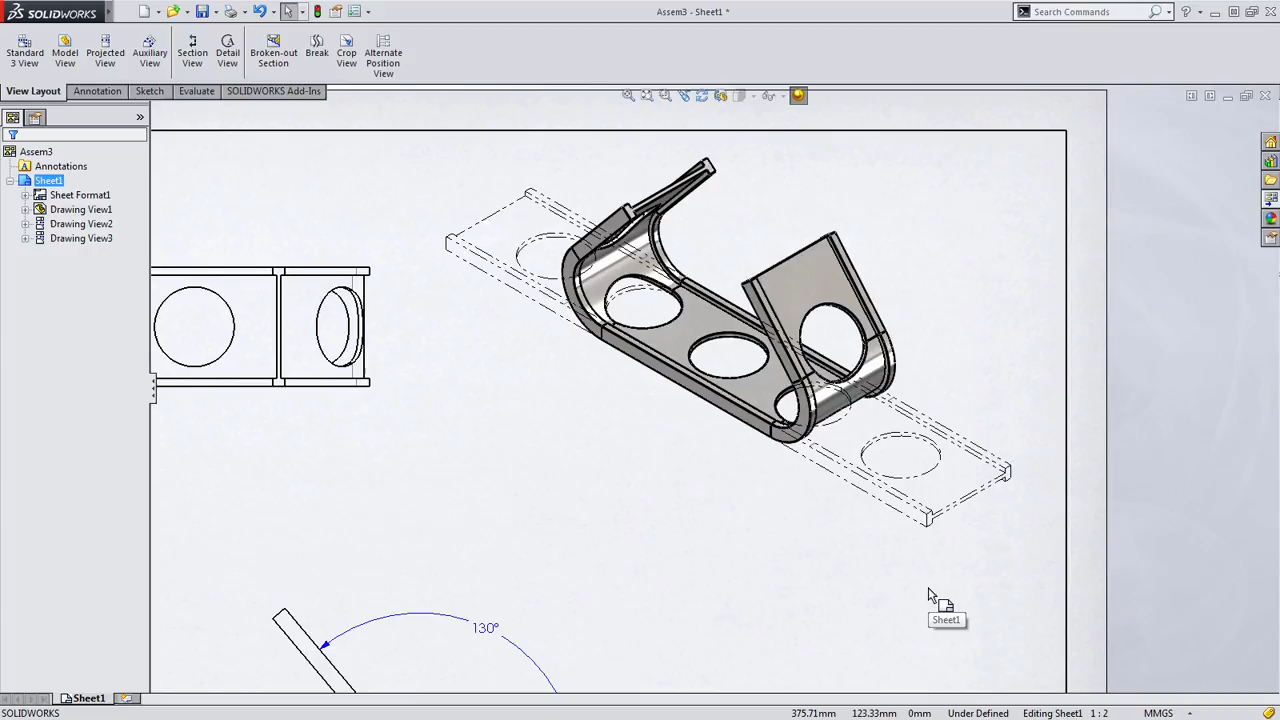 SOLIDWORKS
Assem3 - Sheet1 *
Search Commands
Standard 3 View
Model View
Projected View
Auxiliary View
Section View
Detail View
Broken-out Section
Break
Crop View
Alternate Position View
View Layout
Annotation
Sketch
Evaluate
SOLIDWORKS Add-Ins
Assem3
Annotations
Sheet1
Sheet Format1
Drawing View1
Drawing View2
Drawing View3
Sheet1
130°
Sheet1
SOLIDWORKS
375.71mm
123.33mm
0mm
Under Defined
Editing Sheet1
1 : 2
MMGS